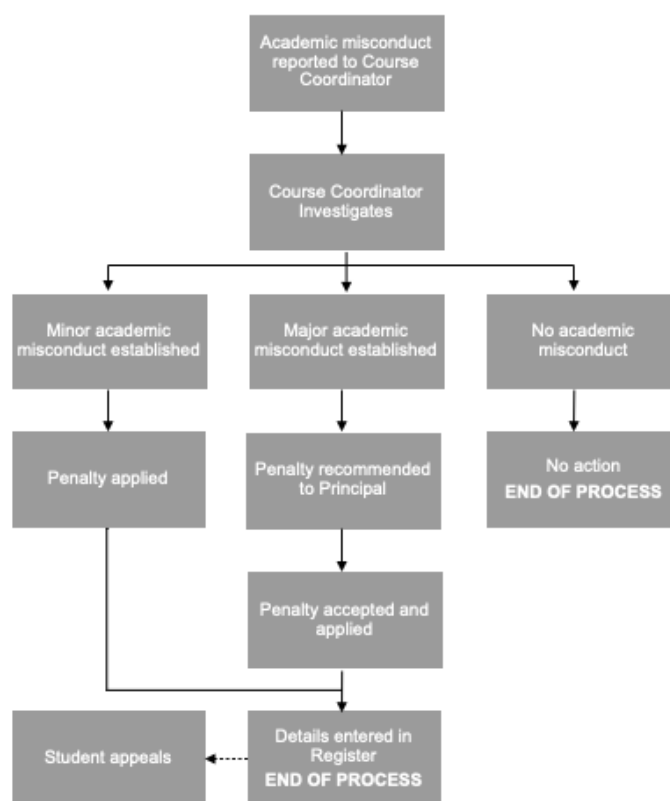 Academic misconduct
reported to Course
Coordinator
Course Coordinator
Investigates
Minor academic
misconduct established
Major academic
misconduct established
No academic
misconduct
Penalty applied
Penalty recommended
to Principal
No action
END OF PROCESS
Penalty accepted and
applied
Student appeals
Details entered in
Register
END OF PROCESS